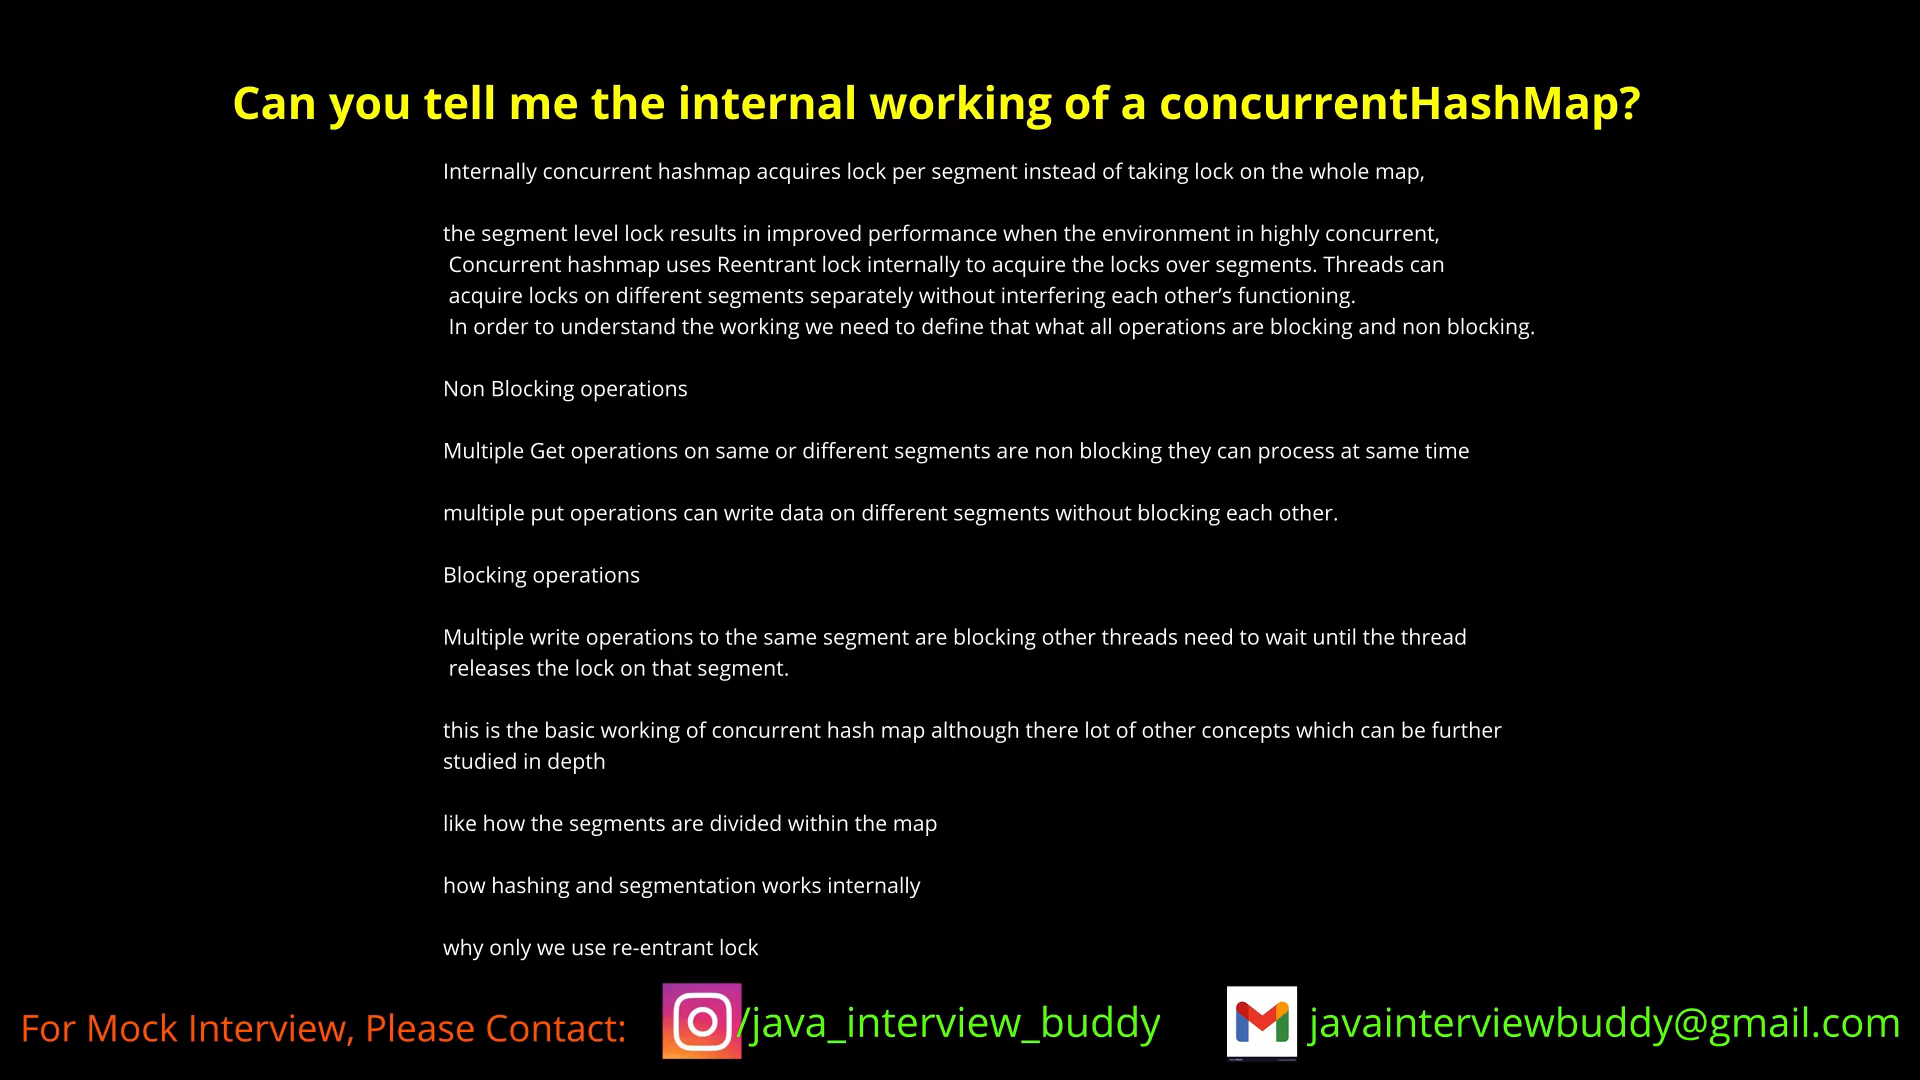 Can you tell me the internal working of a concurrentHashMap?
Internally concurrent hashmap acquires lock per segment instead of taking lock on the whole map,
the segment level lock results in improved performance when the environment in highly concurrent,
Concurrent hashmap uses Reentrant lock internally to acquire the locks over segments. Threads can
acquire locks on different segments separately without interfering each other’s functioning.
In order to understand the working we need to define that what all operations are blocking and non blocking.
Non Blocking operations
Multiple Get operations on same or different segments are non blocking they can process at same time
multiple put operations can write data on different segments without blocking each other.
Blocking operations
Multiple write operations to the same segment are blocking other threads need to wait until the thread
releases the lock on that segment.
this is the basic working of concurrent hash map although there lot of other concepts which can be further
studied in depth
like how the segments are divided within the map
how hashing and segmentation works internally
why only we use re-entrant lock
For Mock Interview, Please Contact: /java_interview_buddy javainterviewbuddy@gmail.com